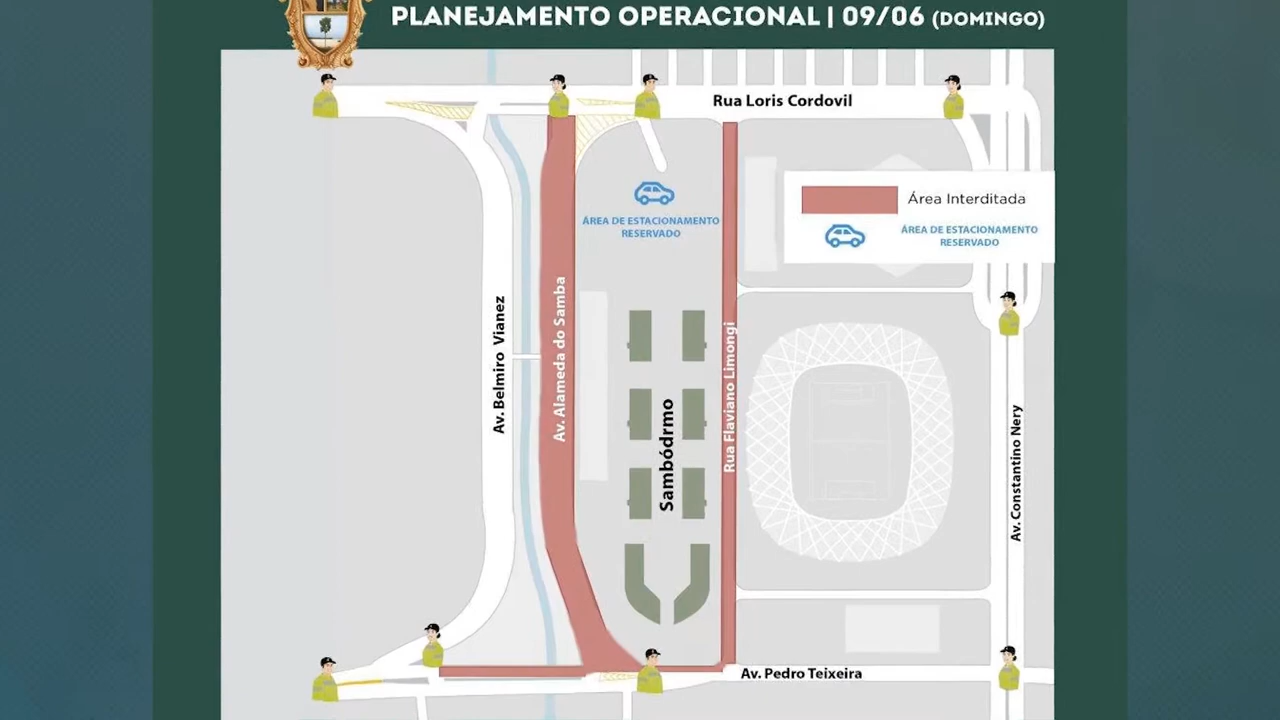 PLANEJAMENTO OPERACIONAL | 09/06 (DOMINGO)
Rua Loris Cordovil
Área Interditada
ÁREA DE ESTACIONAMENTO
RESERVADO
ÁREA DE ESTACIONAMENTO
RESERVADO
Av. Belmiro Vianez
Av. Alameda do Samba
Sambódrmo
Rua Flaviano Limongi
Av. Constantino Nery
Av. Pedro Teixeira